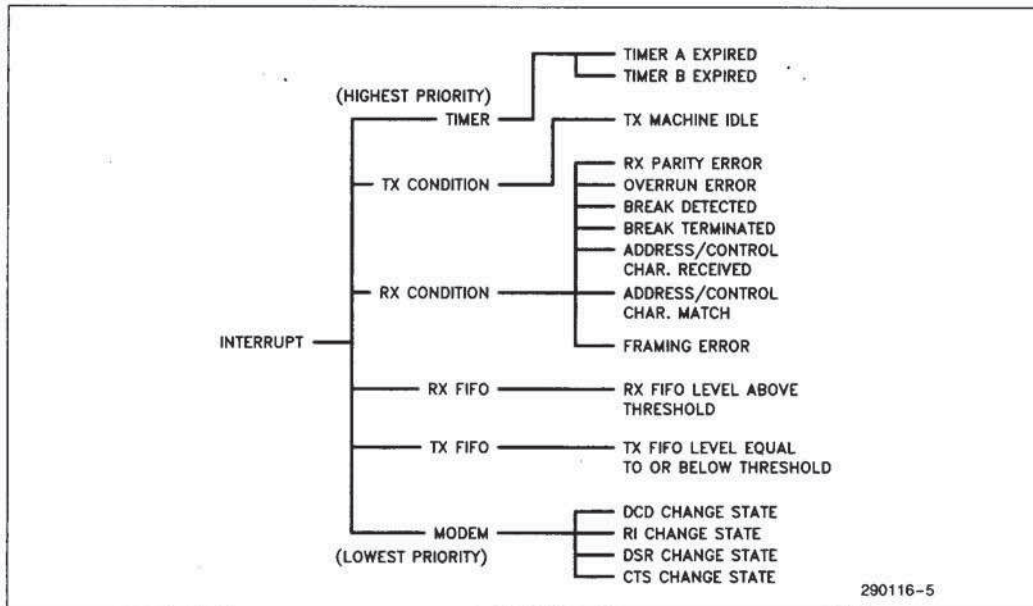 TIMER A EXPIRED
TIMER B EXPIRED
(HIGHEST PRIORITY)
TIMER
TX MACHINE IDLE
TX CONDITION
RX PARITY ERROR
OVERRUN ERROR
BREAK DETECTED
BREAK TERMINATED
ADDRESS/CONTROL
CHAR. RECEIVED
RX CONDITION
ADDRESS/CONTROL
CHAR. MATCH
INTERRUPT
FRAMING ERROR
RX FIFO
RX FIFO LEVEL ABOVE
THRESHOLD
TX FIFO
TX FIFO LEVEL EQUAL
TO OR BELOW THRESHOLD
MODEM
(LOWEST PRIORITY)
DCD CHANGE STATE
RI CHANGE STATE
DSR CHANGE STATE
CTS CHANGE STATE
290116-5